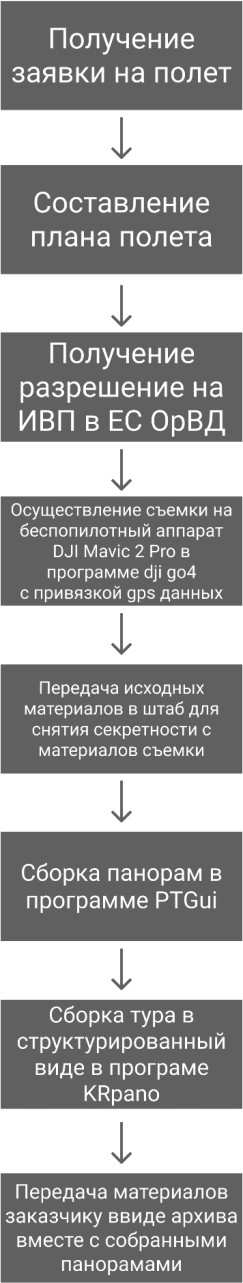 Получение
заявки на полет
Составление
плана полета
Получение
разрешение на
ИВП в ЕС ОрВД
Осуществление съемки на
беспопилотный аппарат
DJI Mavic 2 Pro в
программе dji go4
с привязкой gps данных
Передача исходных
материалов в штаб для
снятия секретности с
материалов съемки
Сборка панорам в
программе PTGui
Сборка тура в
структурированный
виде в програме
KRpano
Передача материалов
заказчику ввиде архива
вместе с собранными
панорамами